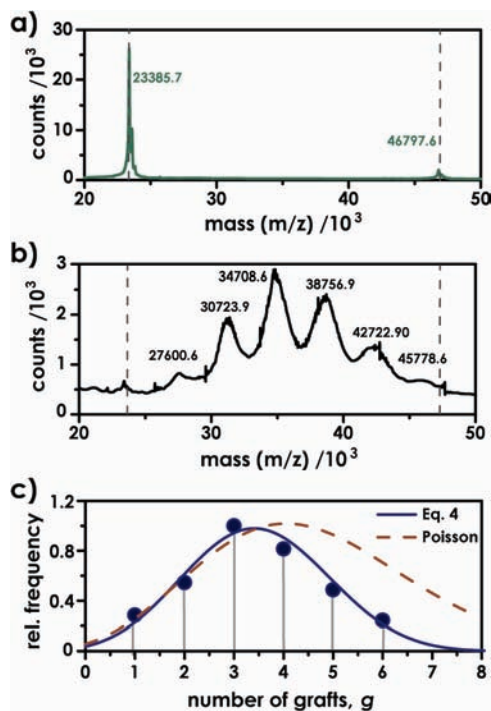 a)
30
20
10
0
counts /10³
23385.7
46797.6
20
30
40
50
mass (m/z) /10³
b)
3
2
1
0
counts /10³
27600.6
30723.9
34708.6
38756.9
42722.90
45778.6
20
30
40
50
mass (m/z) /10³
c)
1.2
0.8
0.4
0
rel. frequency
Eq. 4
Poisson
0 1 2 3 4 5 6 7 8
number of grafts, g